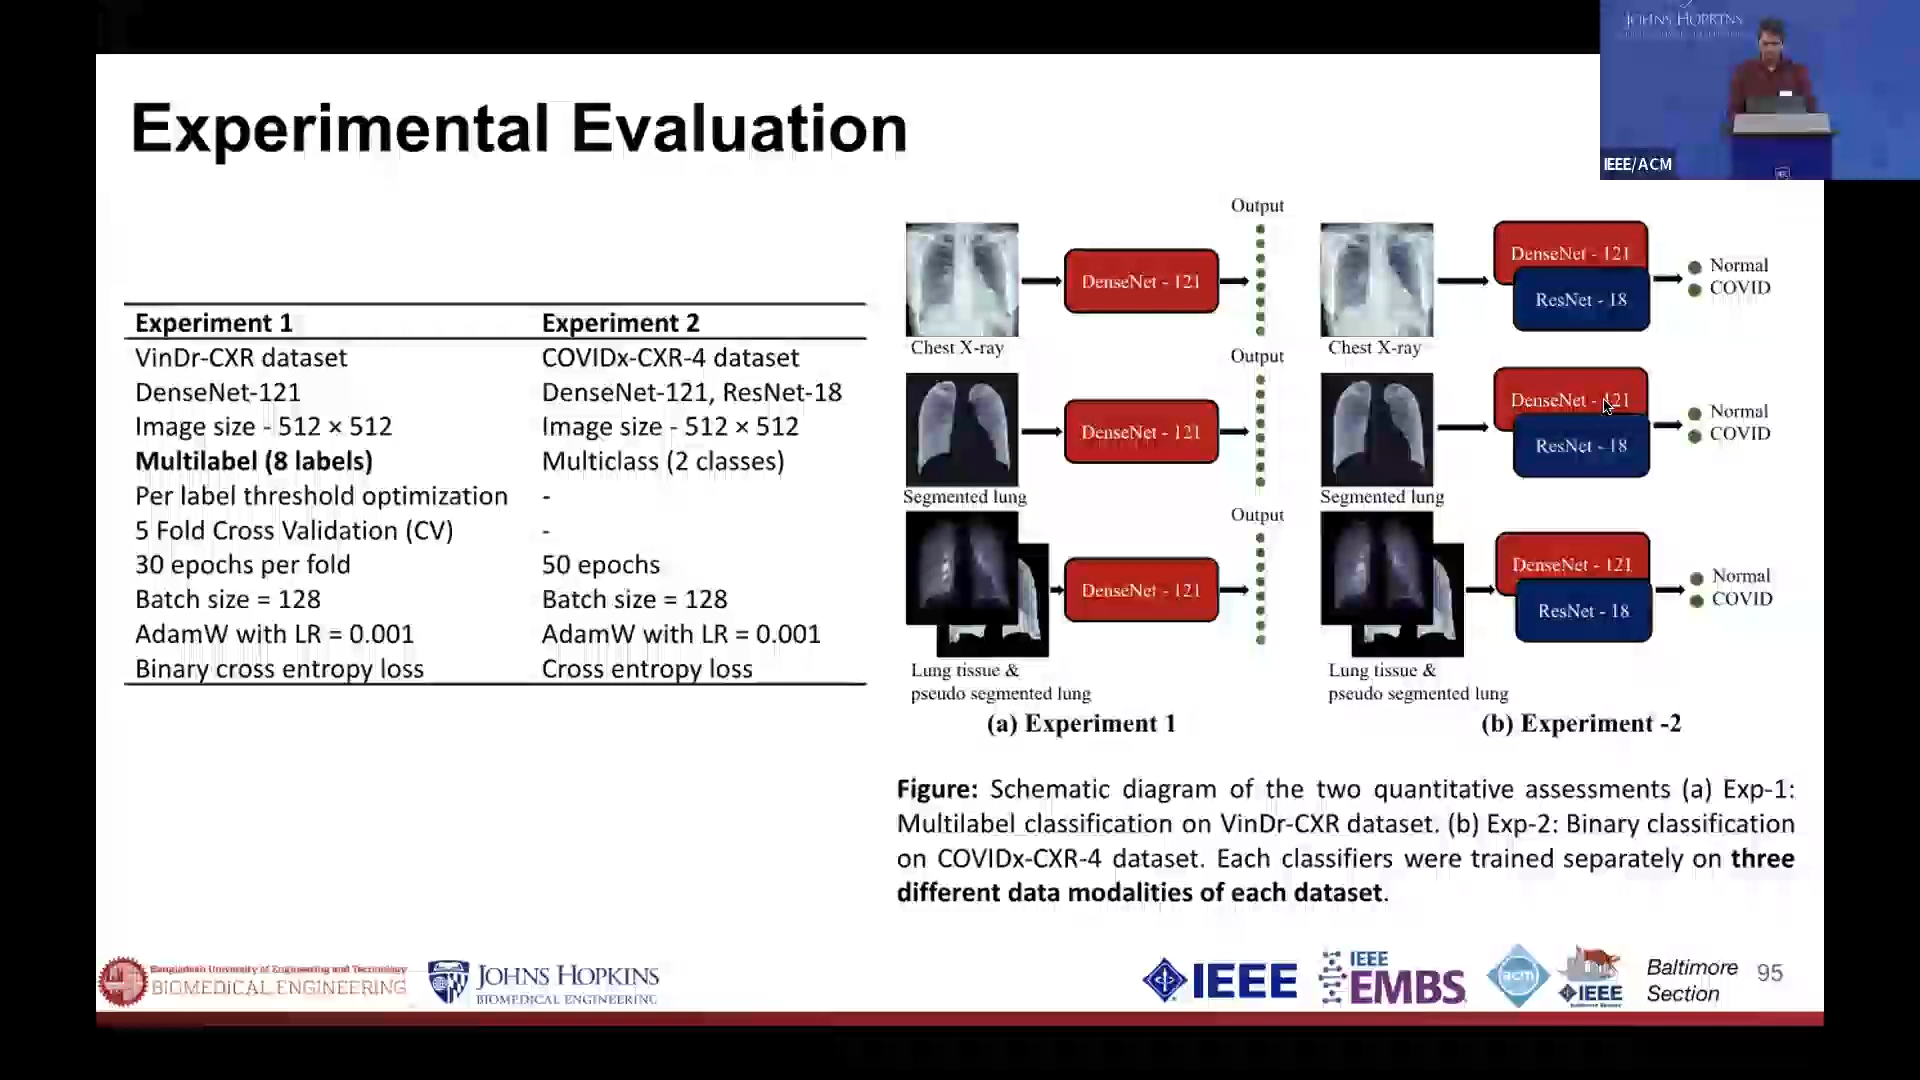 JOHNS HOPKINS
IEEE/ACM
Experimental Evaluation
Experiment 1 Experiment 2
VinDr-CXR dataset COVIDx-CXR-4 dataset
DenseNet-121 DenseNet-121, ResNet-18
Image size - 512 × 512 Image size - 512 × 512
Multilabel (8 labels) Multiclass (2 classes)
Per label threshold optimization -
5 Fold Cross Validation (CV) -
30 epochs per fold 50 epochs
Batch size = 128 Batch size = 128
AdamW with LR = 0.001 AdamW with LR = 0.001
Binary cross entropy loss Cross entropy loss
Output
DenseNet - 121
Chest X-ray
Output
DenseNet - 121
Segmented lung
Output
DenseNet - 121
Lung tissue &
pseudo segmented lung
(a) Experiment 1
DenseNet - 121
ResNet - 18
Normal
COVID
Chest X-ray
DenseNet - 121
ResNet - 18
Normal
COVID
Segmented lung
DenseNet - 121
ResNet - 18
Normal
COVID
Lung tissue &
pseudo segmented lung
(b) Experiment -2
Figure: Schematic diagram of the two quantitative assessments (a) Exp-1:
Multilabel classification on VinDr-CXR dataset. (b) Exp-2: Binary classification
on COVIDx-CXR-4 dataset. Each classifiers were trained separately on three
different data modalities of each dataset.
Bangladesh University of Engineering and Technology
BIOMEDICAL ENGINEERING
JOHNS HOPKINS
BIOMEDICAL ENGINEERING
IEEE
IEEE
EMBS
acm
IEEE
Baltimore
Section
95